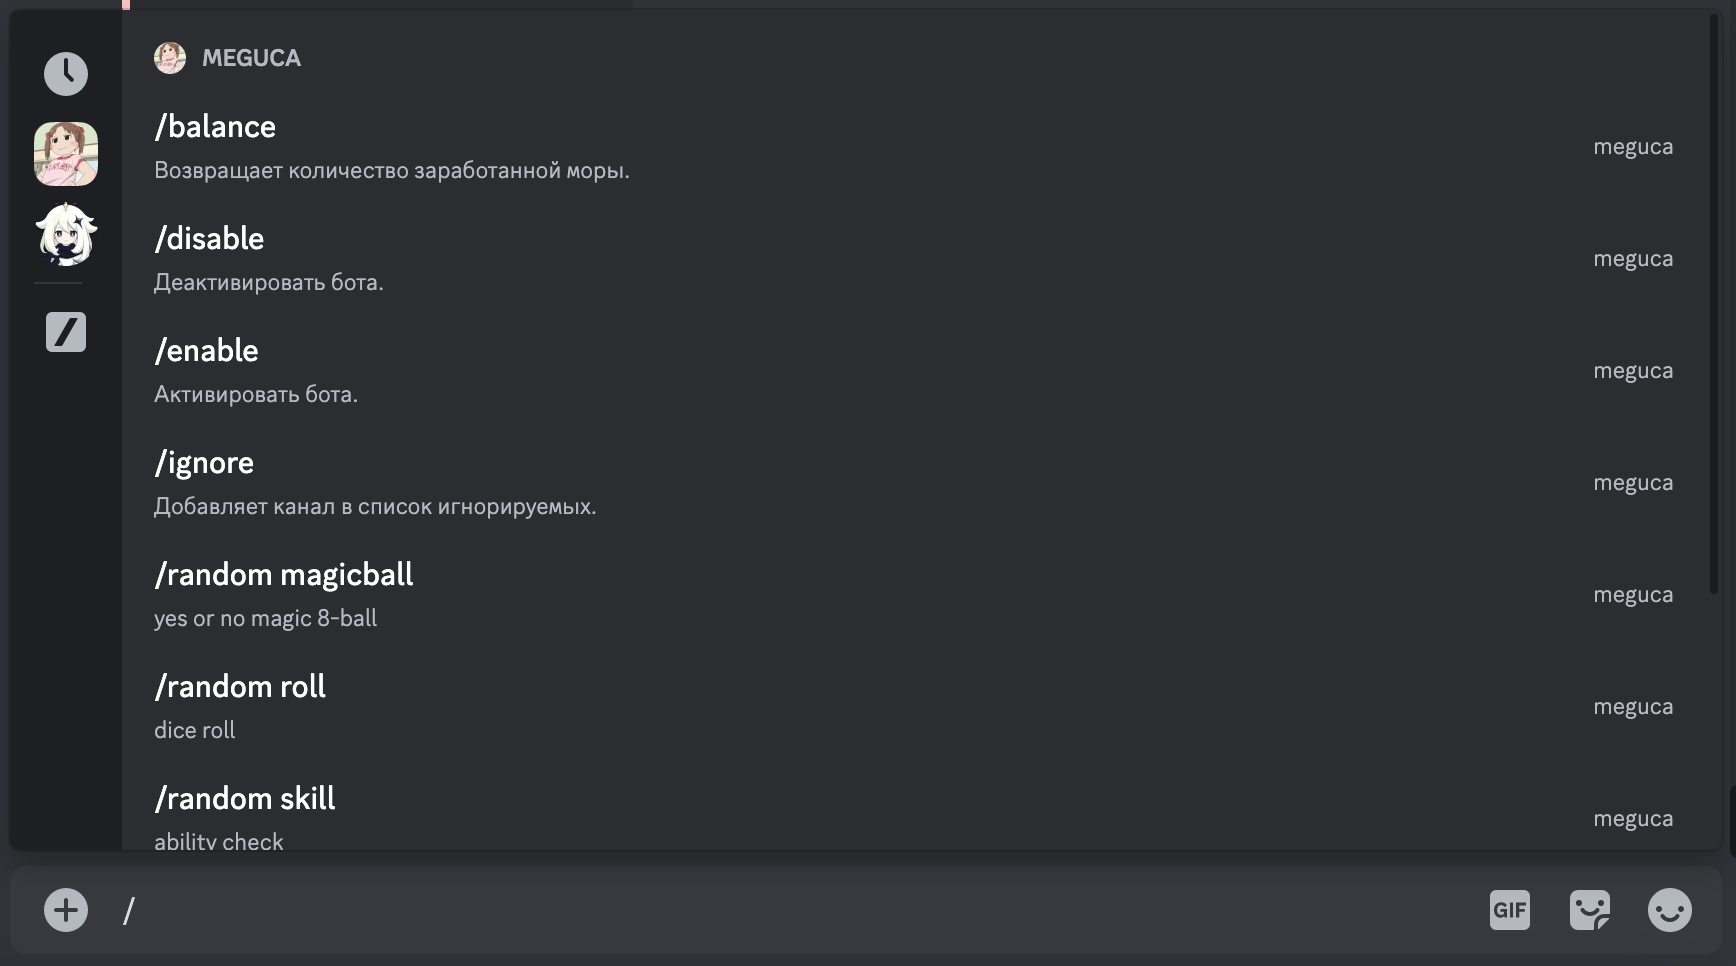 MEGUCA
/balance
Возвращает количество заработанной моры.
meguca
/disable
Деактивировать бота.
meguca
/enable
Активировать бота.
meguca
/ignore
Добавляет канал в список игнорируемых.
meguca
/random magicball
yes or no magic 8-ball
meguca
/random roll
dice roll
meguca
/random skill
ability check
meguca
/
GIF